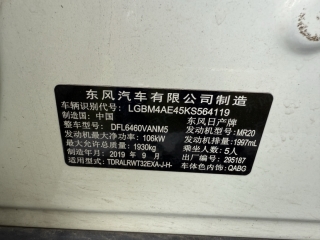 东风汽车有限公司制造
车辆识别代号: LGBM4AE45KS564119
制造国: 中国 东风日产牌
整车型号: DFL6460VANM5 发动机型号: MR20
发动机最大净功率: 106kW 发动机排量: 1997mL
最大允许总质量: 1930kg 乘坐人数: 5人
制造年月: 2019 年 9 月 出厂编号: 295187
适用型号: TDRALRWT32EXA-J-H- 车体色内饰: QABG